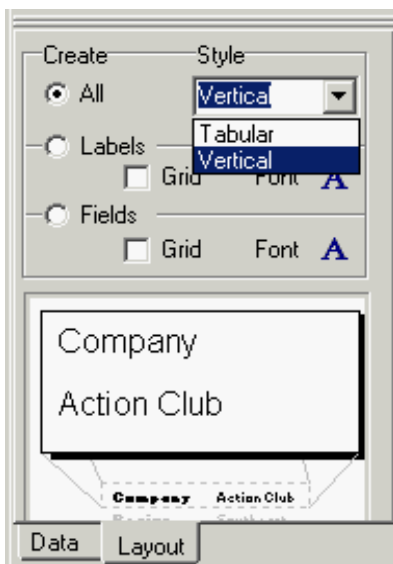 Create Style
All Vertical
Tabular
Labels
Vertical
Grid Font A
Fields
Grid Font A
Company
Action Club
Company Action Club
Data Layout